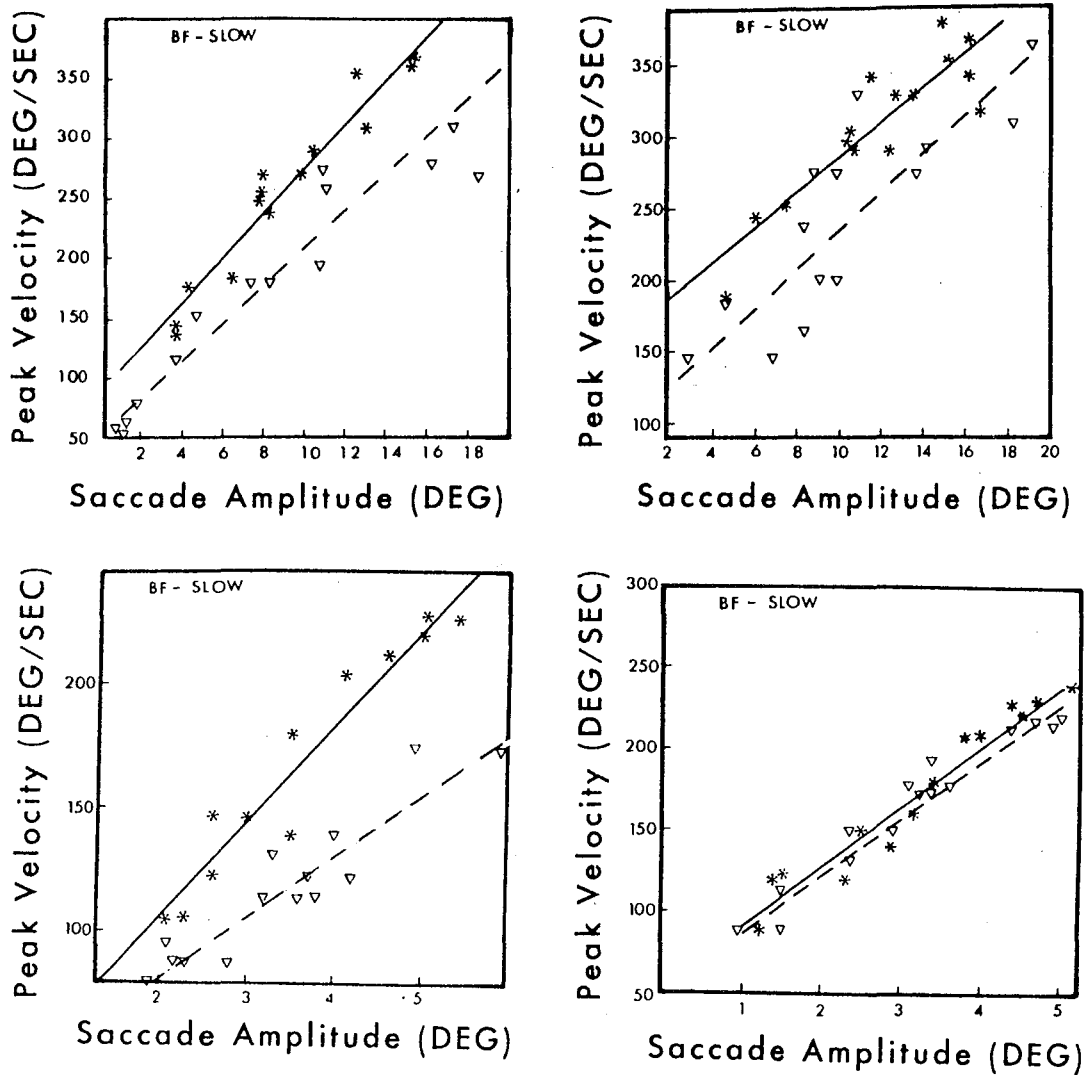 BF - SLOW
Peak Velocity (DEG/SEC)
350
300
250
200
150
100
50
2 4 6 8 10 12 14 16 18
Saccade Amplitude (DEG)
BF - SLOW
Peak Velocity (DEG/SEC)
350
300
250
200
150
100
2 4 6 8 10 12 14 16 18 20
Saccade Amplitude (DEG)
BF - SLOW
Peak Velocity (DEG/SEC)
200
150
100
2 3 4 5
Saccade Amplitude (DEG)
BF - SLOW
Peak Velocity (DEG/SEC)
300
250
200
150
100
50
1 2 3 4 5
Saccade Amplitude (DEG)